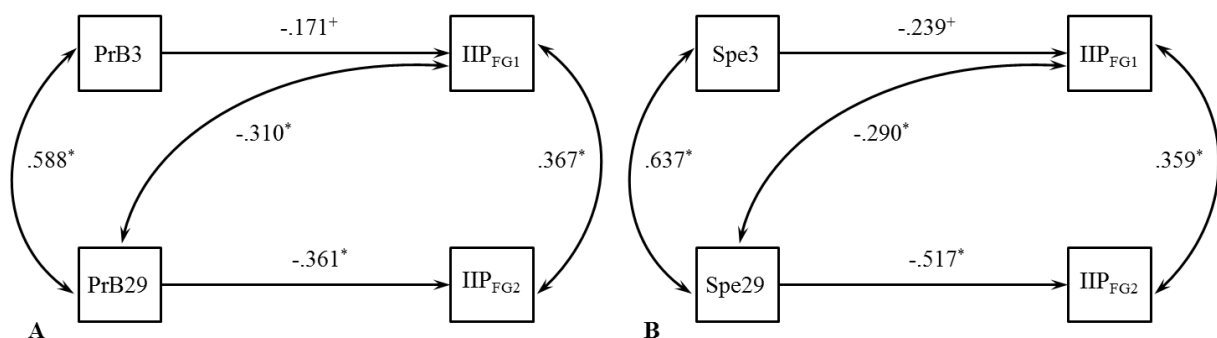 -.171+
PrB3
IIPFG1
-.310*
.588*
.367*
-.361*
PrB29
IIPFG2
A
-.239+
Spe3
IIPFG1
-.290*
.637*
.359*
-.517*
Spe29
IIPFG2
B